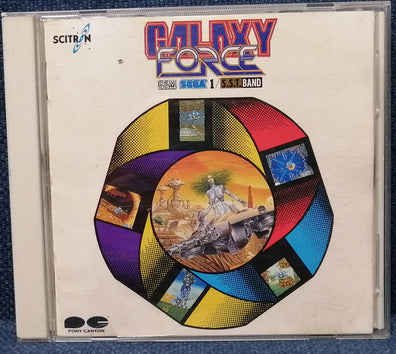 SCITRON
GALAXY
FORCE
G.S.M. SEGA 1 / S.S.T. BAND
PONY CANYON